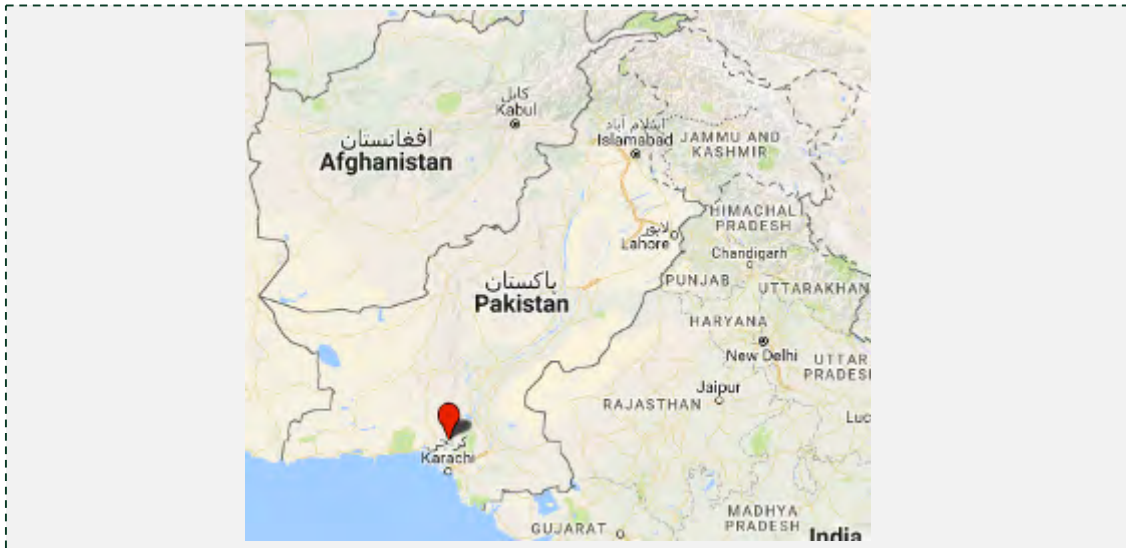 کابل
Kabul
افغانستان
Afghanistan
اسلام آباد
Islamabad
JAMMU AND
KASHMIR
HIMACHAL
PRADESH
لاہور
Lahore
Chandigarh
PUNJAB
UTTARAKHAN
باكستان
Pakistan
HARYANA
New Delhi
UTTAR
PRADESH
Jaipur
RAJASTHAN
Luc
Karachi
MADHYA
PRADESH
GUJARAT
India